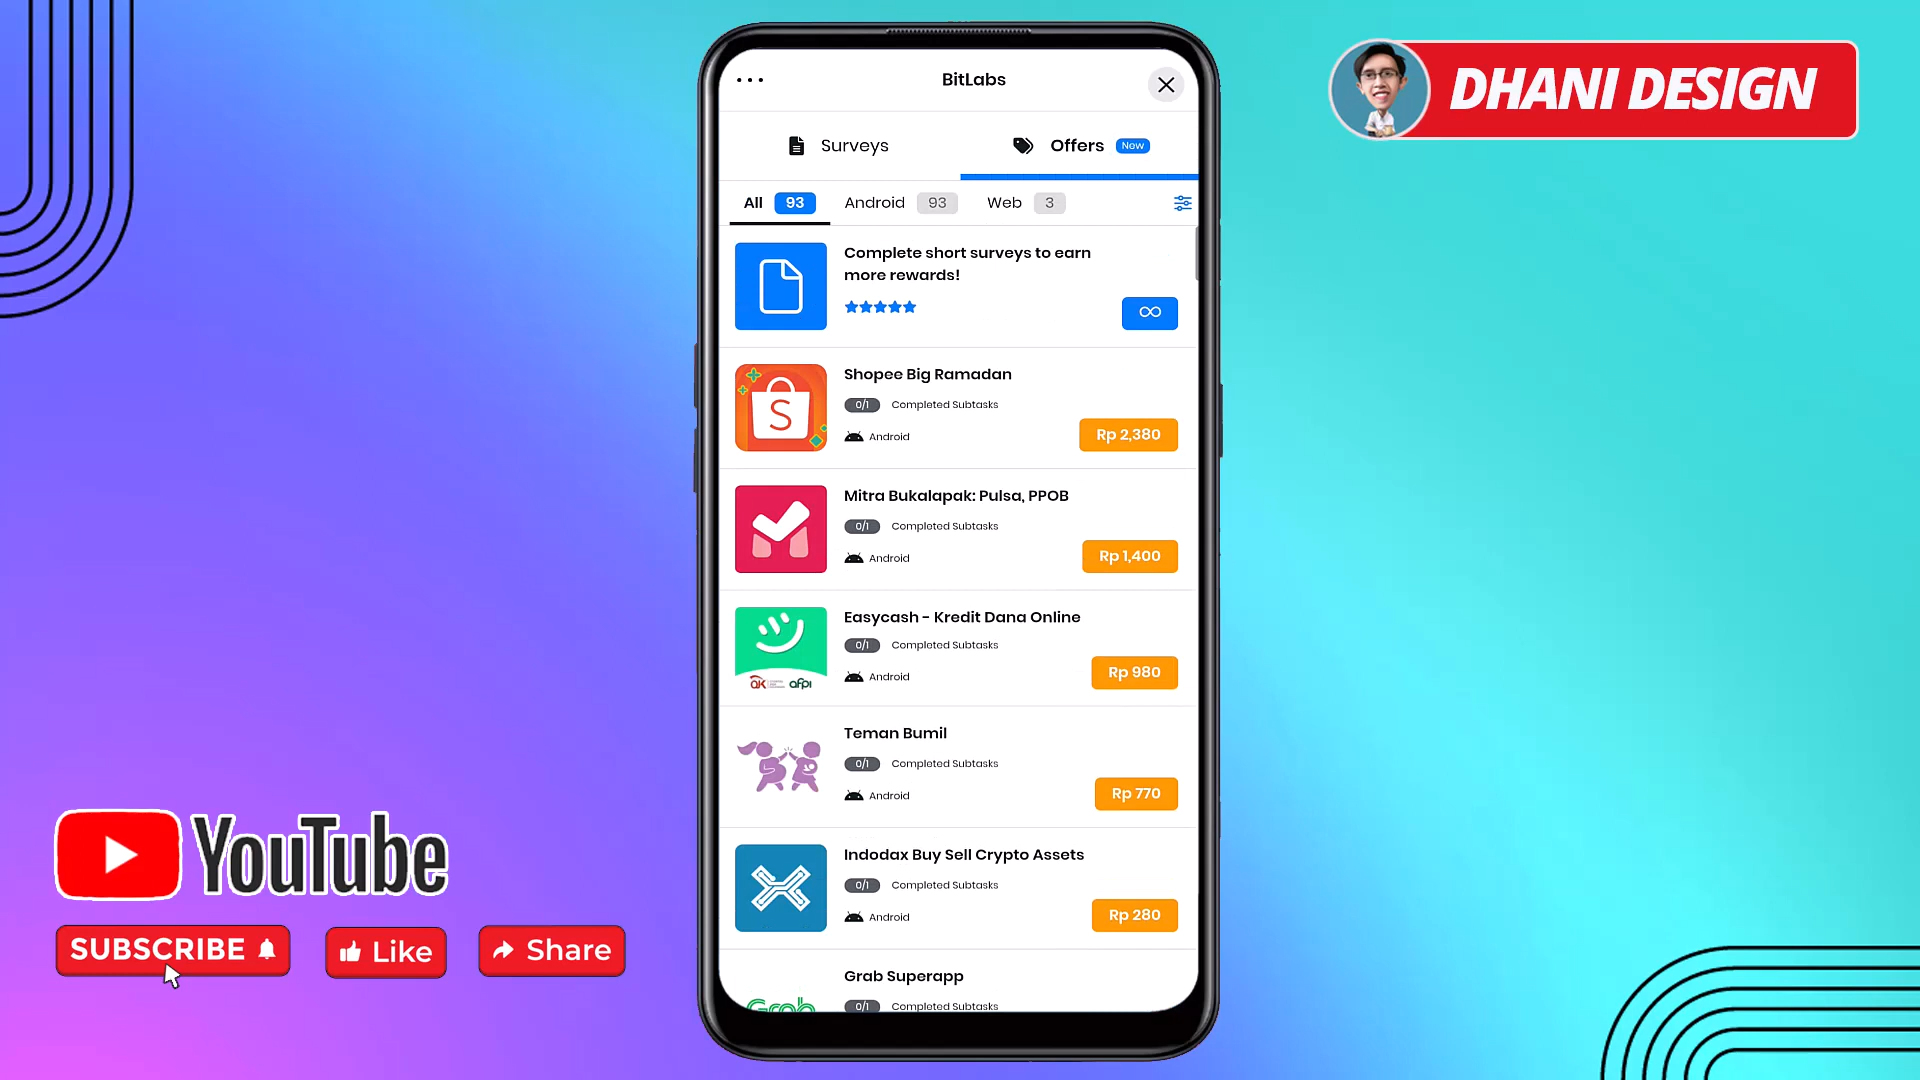 DHANI DESIGN
BitLabs
Surveys
Offers New
All 93 Android 93 Web 3
Complete short surveys to earn
more rewards!
Shopee Big Ramadan
0/1 Completed Subtasks
Android
Rp 2,380
Mitra Bukalapak: Pulsa, PPOB
0/1 Completed Subtasks
Android
Rp 1,400
Easycash - Kredit Dana Online
0/1 Completed Subtasks
Android
Rp 980
afpi
Teman Bumil
0/1 Completed Subtasks
Android
Rp 770
Indodax Buy Sell Crypto Assets
0/1 Completed Subtasks
Android
Rp 280
Grab Superapp
0/1 Completed Subtasks
Grab
YouTube
SUBSCRIBE
Like
Share